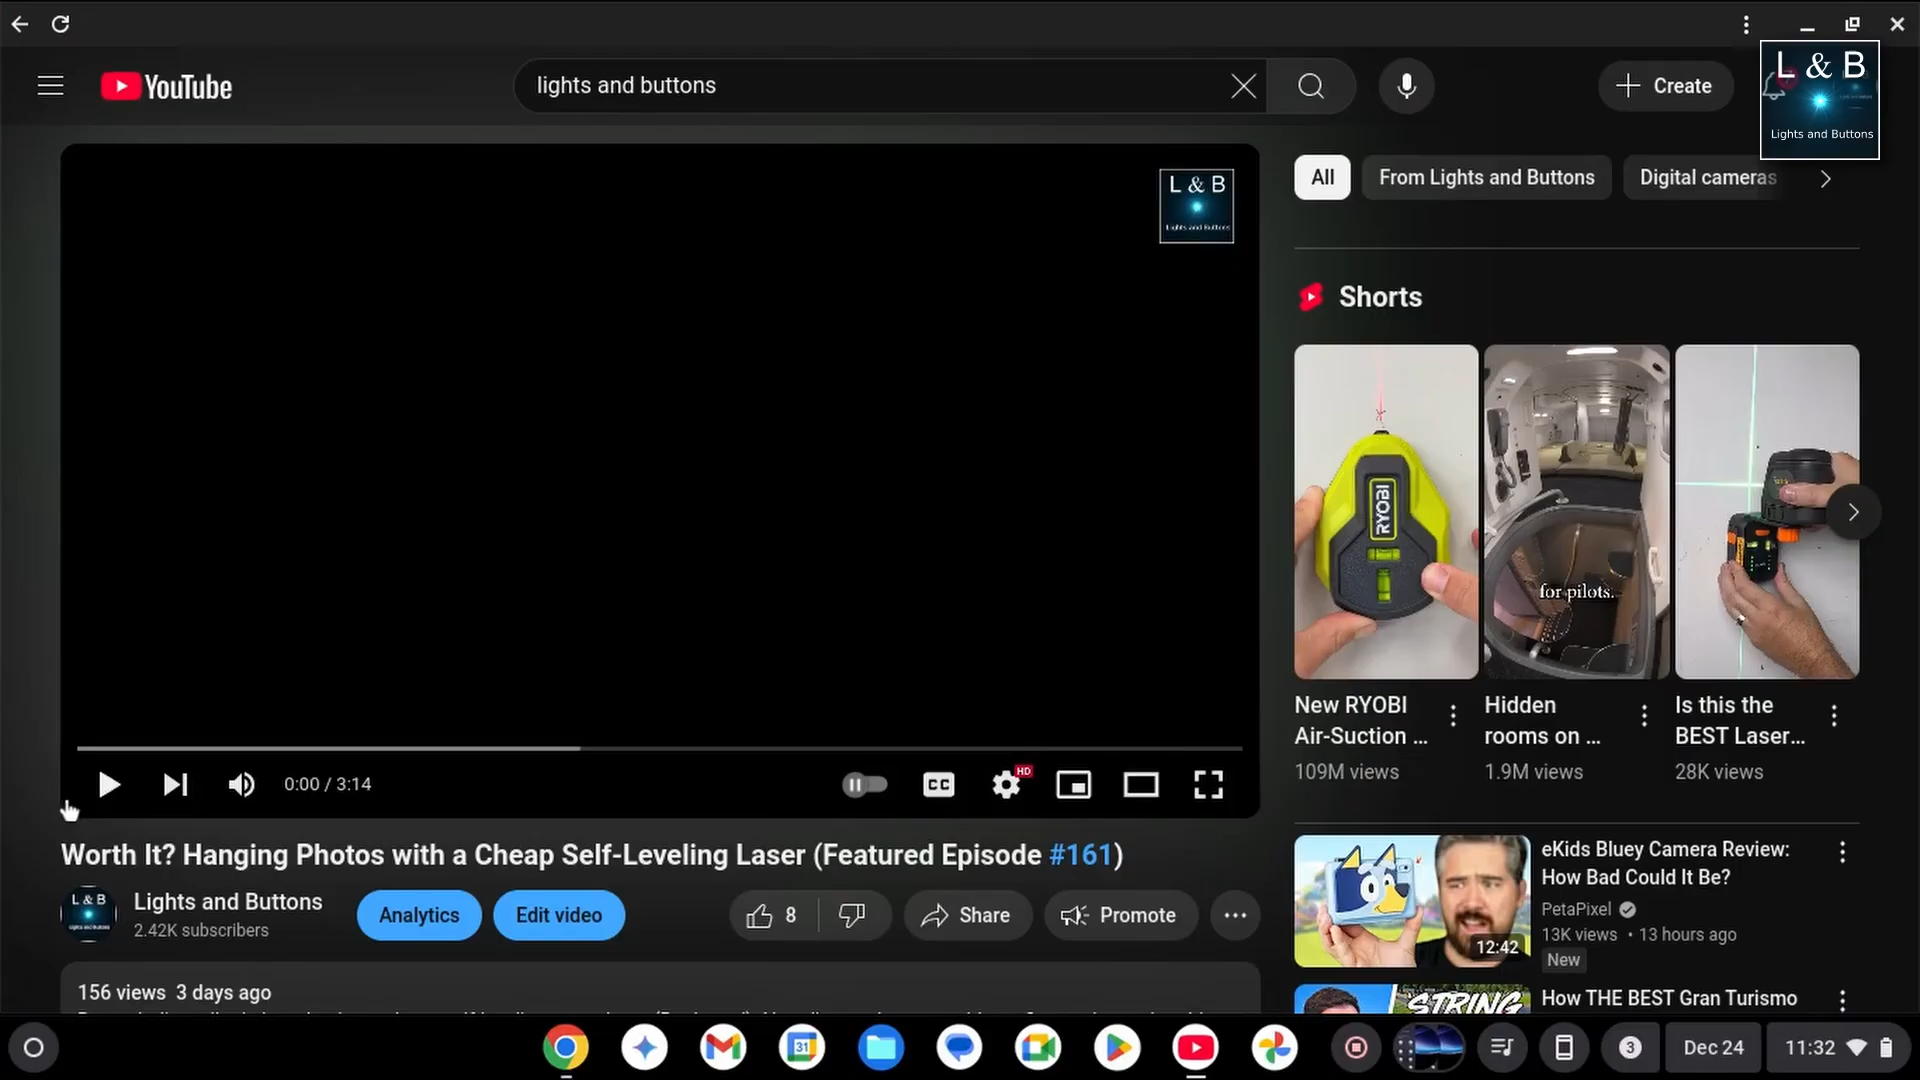 YouTube
lights and buttons
Create
L & B
Lights and Buttons
L & B
Lights and Buttons
All
From Lights and Buttons
Digital cameras
Shorts
RYOBI
for pilots.
New RYOBI
Air-Suction ...
109M views
Hidden
rooms on ...
1.9M views
Is this the
BEST Laser...
28K views
0:00 / 3:14
CC
HD
Worth It? Hanging Photos with a Cheap Self-Leveling Laser (Featured Episode #161)
L & B
Lights and Buttons
2.42K subscribers
Analytics
Edit video
8
Share
Promote
156 views 3 days ago
12:42
eKids Bluey Camera Review:
How Bad Could It Be?
PetaPixel
13K views • 13 hours ago
New
STRING
How THE BEST Gran Turismo
31
3
Dec 24
11:32